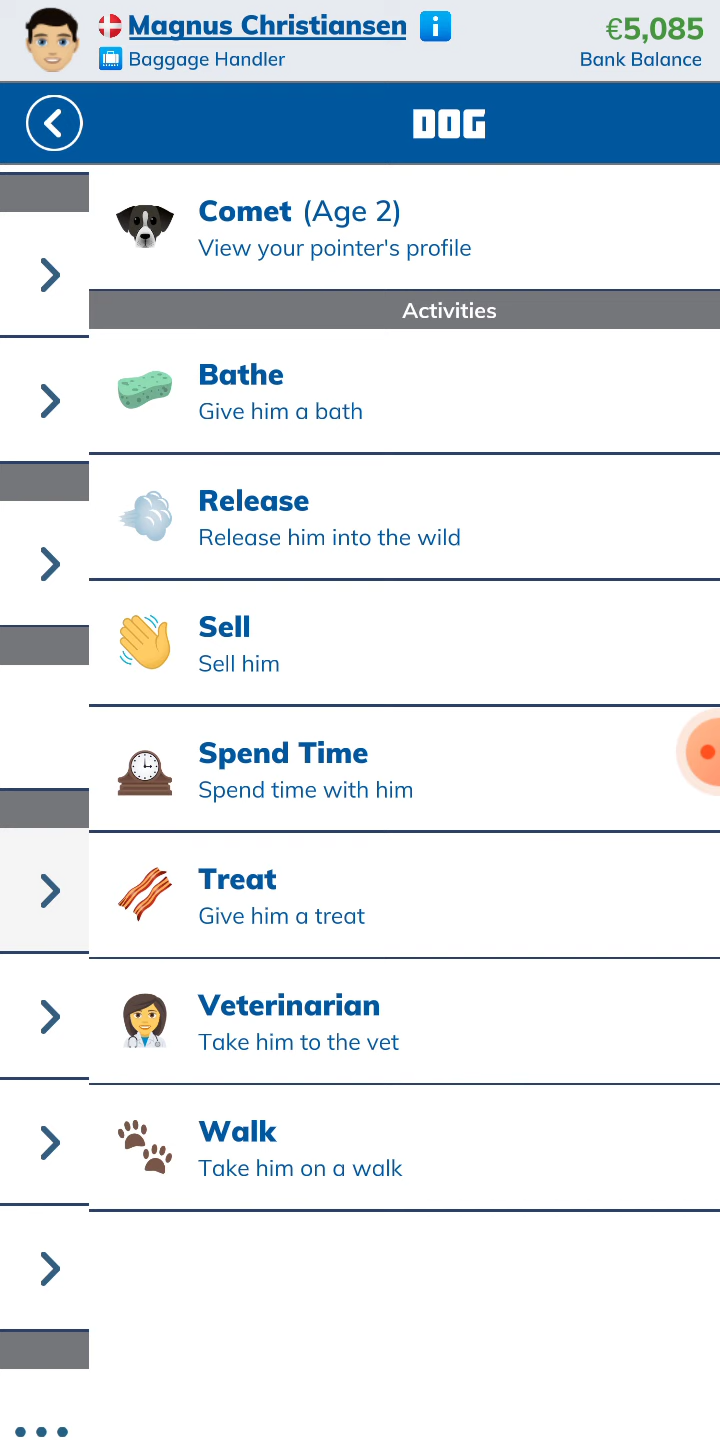 Magnus Christiansen
€5,085
Baggage Handler
Bank Balance
DOG
Comet (Age 2)
View your pointer's profile
Activities
Bathe
Give him a bath
Release
Release him into the wild
Sell
Sell him
Spend Time
Spend time with him
Treat
Give him a treat
Veterinarian
Take him to the vet
Walk
Take him on a walk